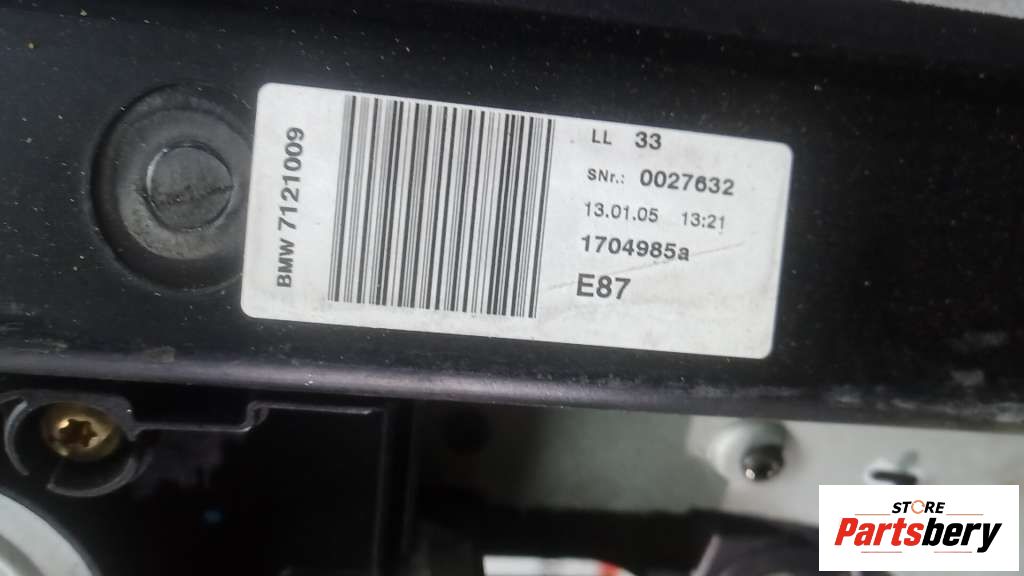 BMW 7121009
LL 33
SNr.: 0027632
13.01.05 13:21
1704985a
E87
STORE
Partsbery